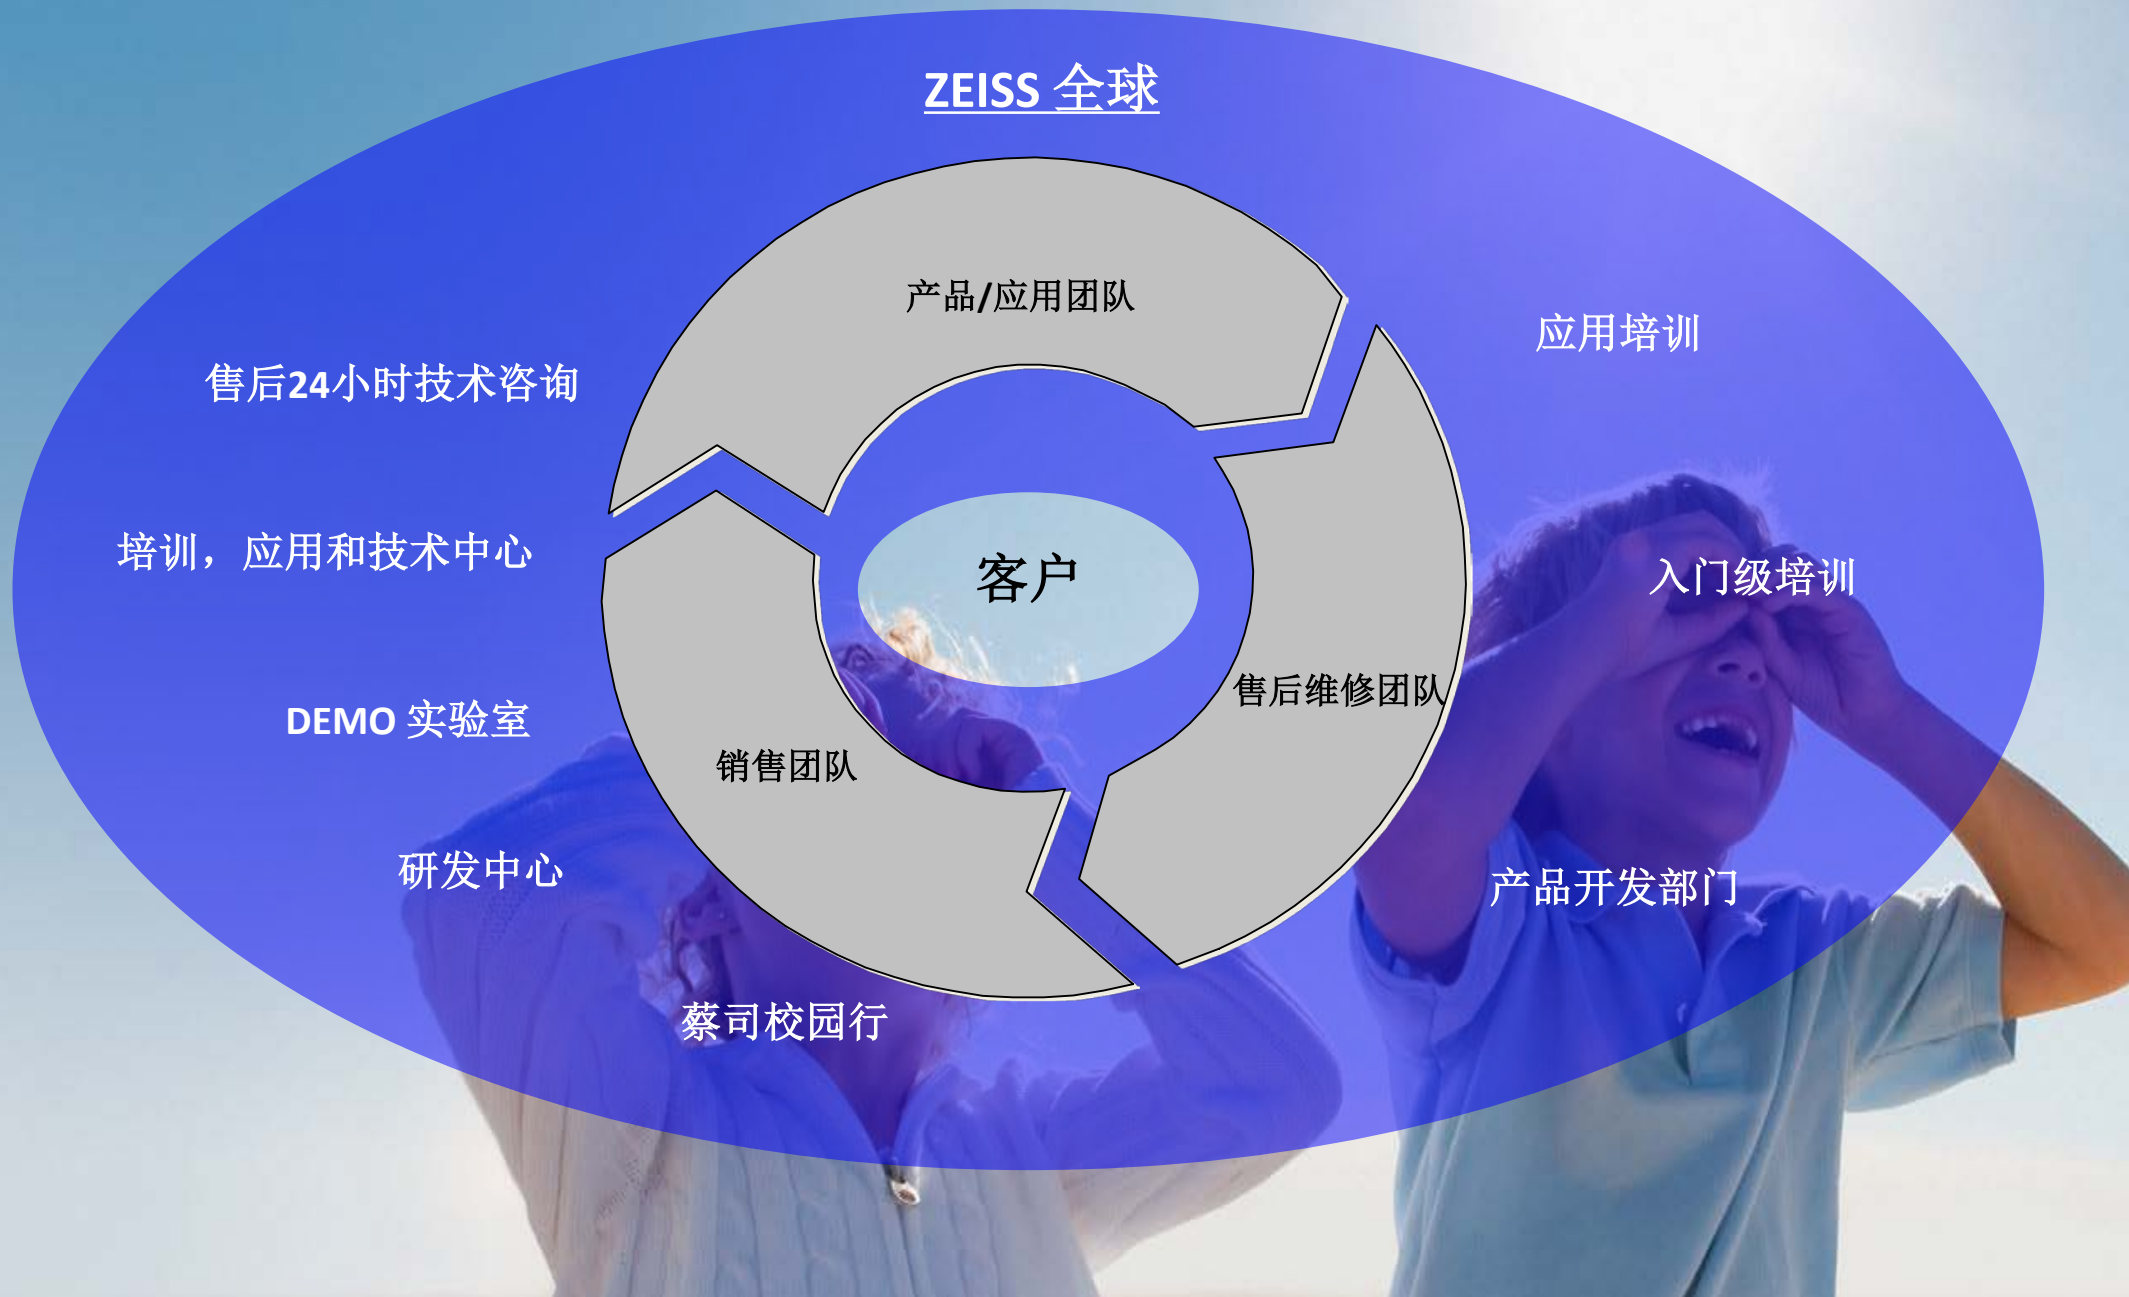 ZEISS 全球
产品/应用团队
应用培训
售后24小时技术咨询
培训，应用和技术中心
客户
入门级培训
售后维修团队
DEMO 实验室
销售团队
研发中心
产品开发部门
蔡司校园行